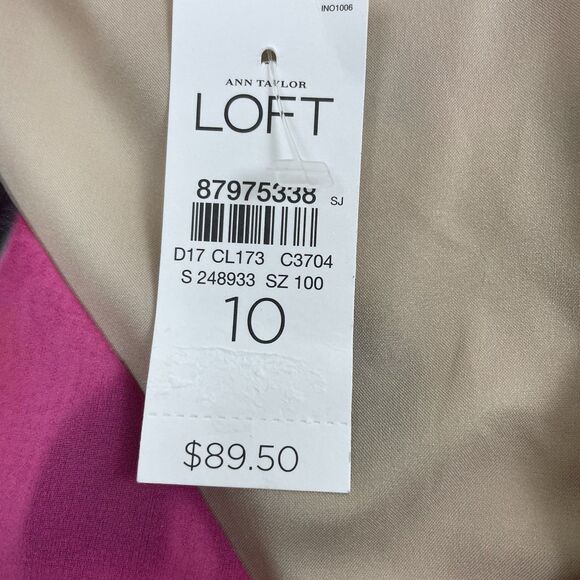 INO1006
ANN TAYLOR
LOFT
87975338 SJ
D17 CL173 C3704
S 248933 SZ 100
10
$89.50